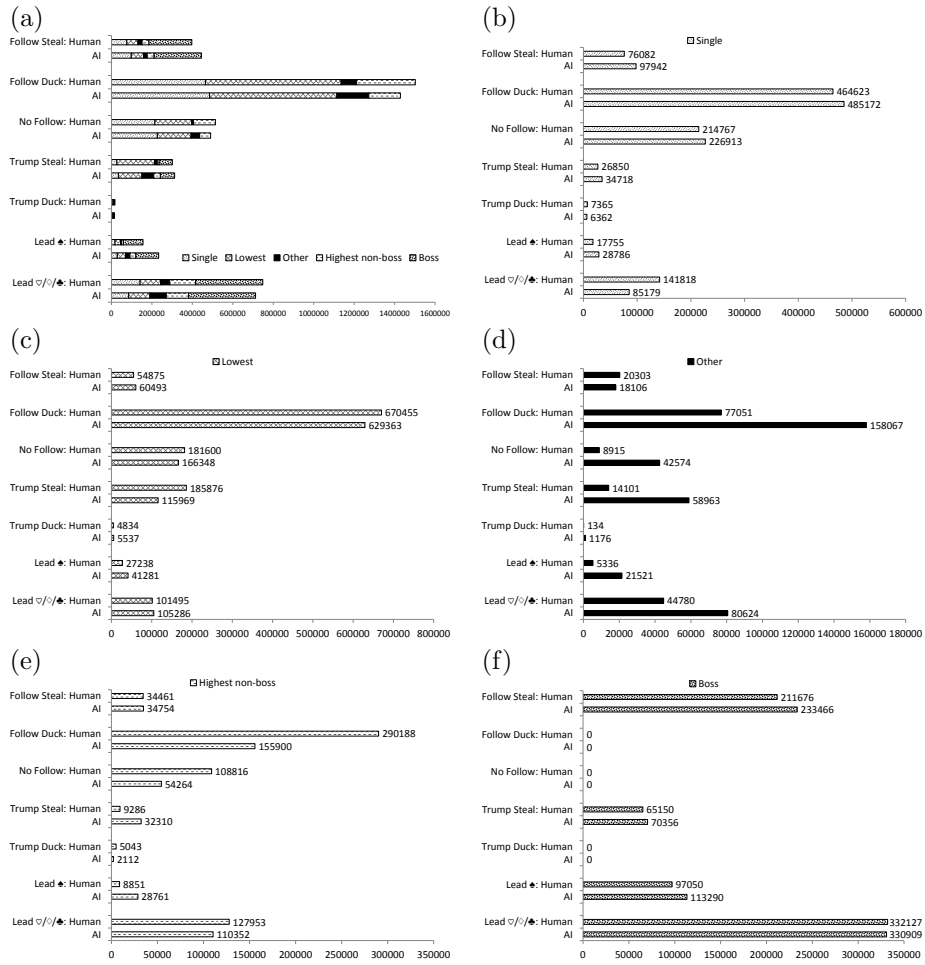 (a)
Follow Steal: Human
AI
Follow Duck: Human
AI
No Follow: Human
AI
Trump Steal: Human
AI
Trump Duck: Human
AI
Lead ♠: Human
AI
Single Lowest Other Highest non-boss Boss
Lead ♡/♢/♣: Human
AI
0 200000 400000 600000 800000 1000000 1200000 1400000 1600000
(b)
Single
Follow Steal: Human 76082
AI 97942
Follow Duck: Human 464623
AI 485172
No Follow: Human 214767
AI 226913
Trump Steal: Human 26850
AI 34718
Trump Duck: Human 7365
AI 6362
Lead ♠: Human 17755
AI 28786
Lead ♡/♢/♣: Human 141818
AI 85179
0 100000 200000 300000 400000 500000 600000
(c)
Lowest
Follow Steal: Human 54875
AI 60493
Follow Duck: Human 670455
AI 629363
No Follow: Human 181600
AI 166348
Trump Steal: Human 185876
AI 115969
Trump Duck: Human 4834
AI 5537
Lead ♠: Human 27238
AI 41281
Lead ♡/♢/♣: Human 101495
AI 105286
0 100000 200000 300000 400000 500000 600000 700000 800000
(d)
Other
Follow Steal: Human 20303
AI 18106
Follow Duck: Human 77051
AI 158067
No Follow: Human 8915
AI 42574
Trump Steal: Human 14101
AI 58963
Trump Duck: Human 134
AI 1176
Lead ♠: Human 5336
AI 21521
Lead ♡/♢/♣: Human 44780
AI 80624
0 20000 40000 60000 80000 100000 120000 140000 160000 180000
(e)
Highest non-boss
Follow Steal: Human 34461
AI 34754
Follow Duck: Human 290188
AI 155900
No Follow: Human 108816
AI 54264
Trump Steal: Human 9286
AI 32310
Trump Duck: Human 5043
AI 2112
Lead ♠: Human 8851
AI 28761
Lead ♡/♢/♣: Human 127953
AI 110352
0 50000 100000 150000 200000 250000 300000 350000
(f)
Boss
Follow Steal: Human 211676
AI 233466
Follow Duck: Human 0
AI 0
No Follow: Human 0
AI 0
Trump Steal: Human 65150
AI 70356
Trump Duck: Human 0
AI 0
Lead ♠: Human 97050
AI 113290
Lead ♡/♢/♣: Human 332127
AI 330909
0 50000 100000 150000 200000 250000 300000 350000